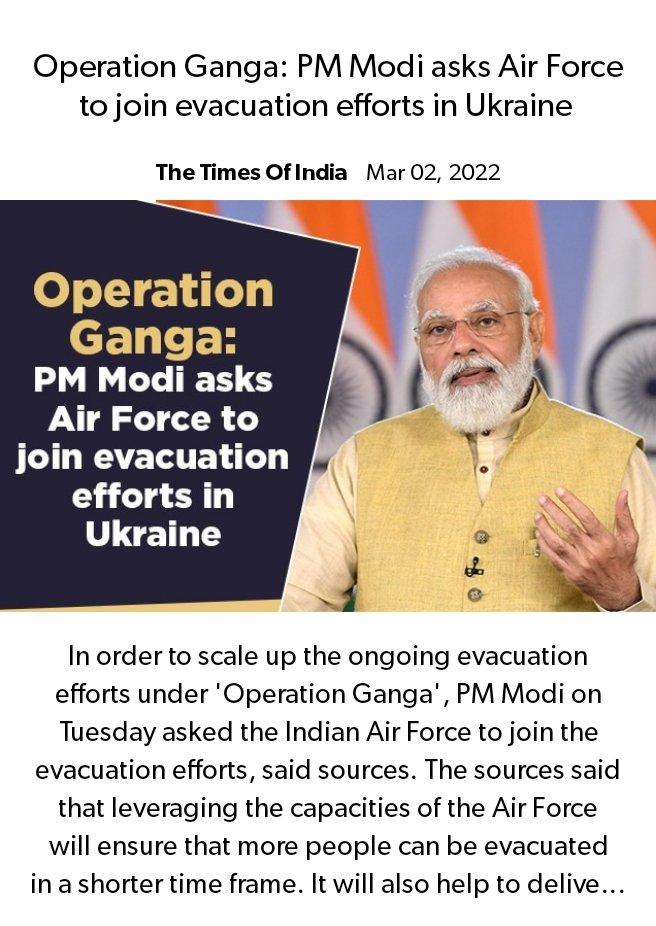 Operation Ganga: PM Modi asks Air Force
to join evacuation efforts in Ukraine
The Times Of India Mar 02, 2022
Operation
Ganga:
PM Modi asks
Air Force to
join evacuation
efforts in
Ukraine
In order to scale up the ongoing evacuation
efforts under 'Operation Ganga', PM Modi on
Tuesday asked the Indian Air Force to join the
evacuation efforts, said sources. The sources said
that leveraging the capacities of the Air Force
will ensure that more people can be evacuated
in a shorter time frame. It will also help to delive...